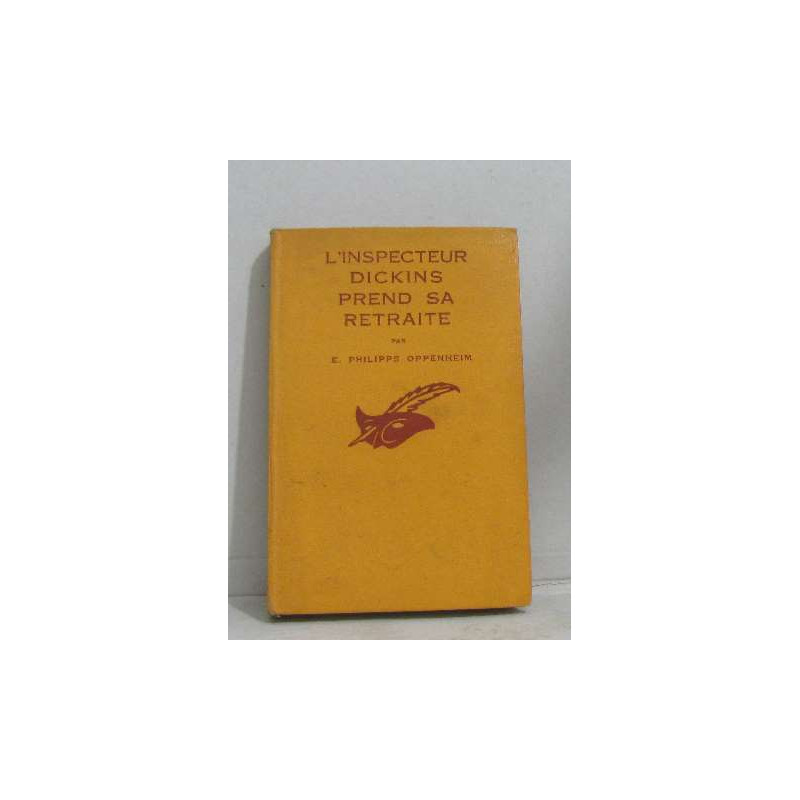 L'INSPECTEUR
DICKINS
PREND SA
RETRAITE
PAR
E. PHILIPPS OPPENHEIM